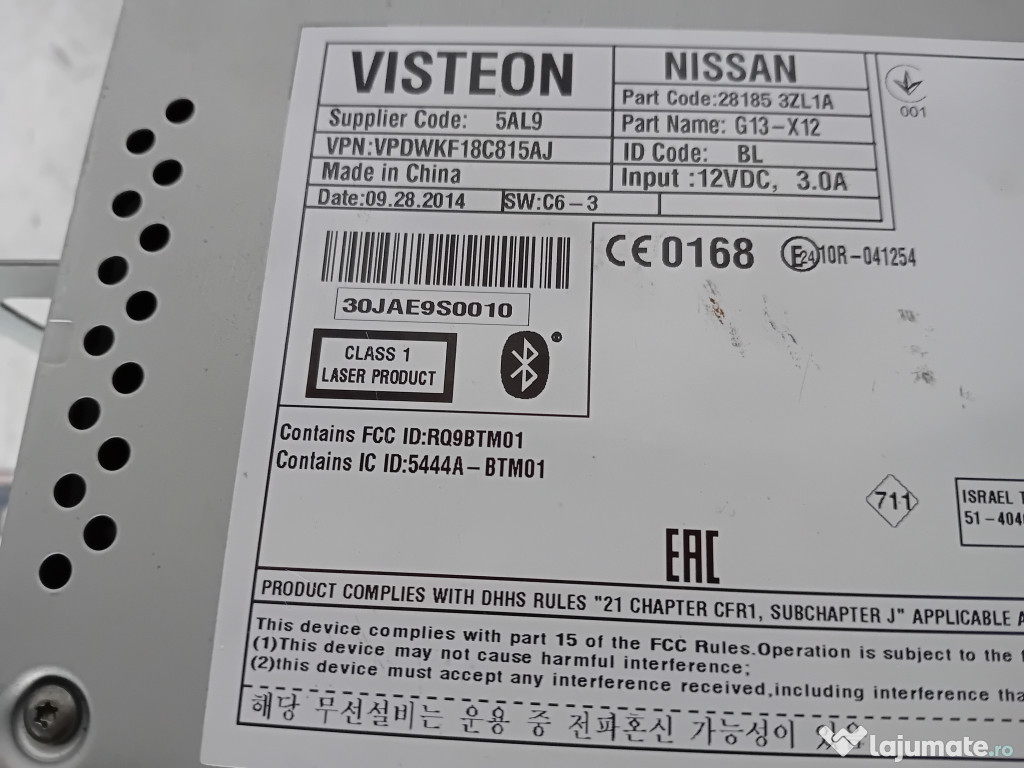 VISTEON
NISSAN
Part Code:28185 3ZL1A
Supplier Code: 5AL9
Part Name: G13-X12
VPN:VPDWKF18C815AJ
ID Code: BL
Made in China
Input :12VDC, 3.0A
Date:09.28.2014
SW:C6-3
001
CE0168
E24 10R-041254
30JAE9S0010
CLASS 1
LASER PRODUCT
Contains FCC ID:RQ9BTM01
Contains IC ID:5444A-BTM01
711
ISRAEL T
51-404
EAC
PRODUCT COMPLIES WITH DHHS RULES "21 CHAPTER CFR1, SUBCHAPTER J" APPLICABLE A
This device complies with part 15 of the FCC Rules.Operation is subject to the
(1)This device may not cause harmful interference;
(2)this device must accept any interference received,including interference tha
해당 무선설비는 운용 중 전파혼신 가능성이
lajumate.ro